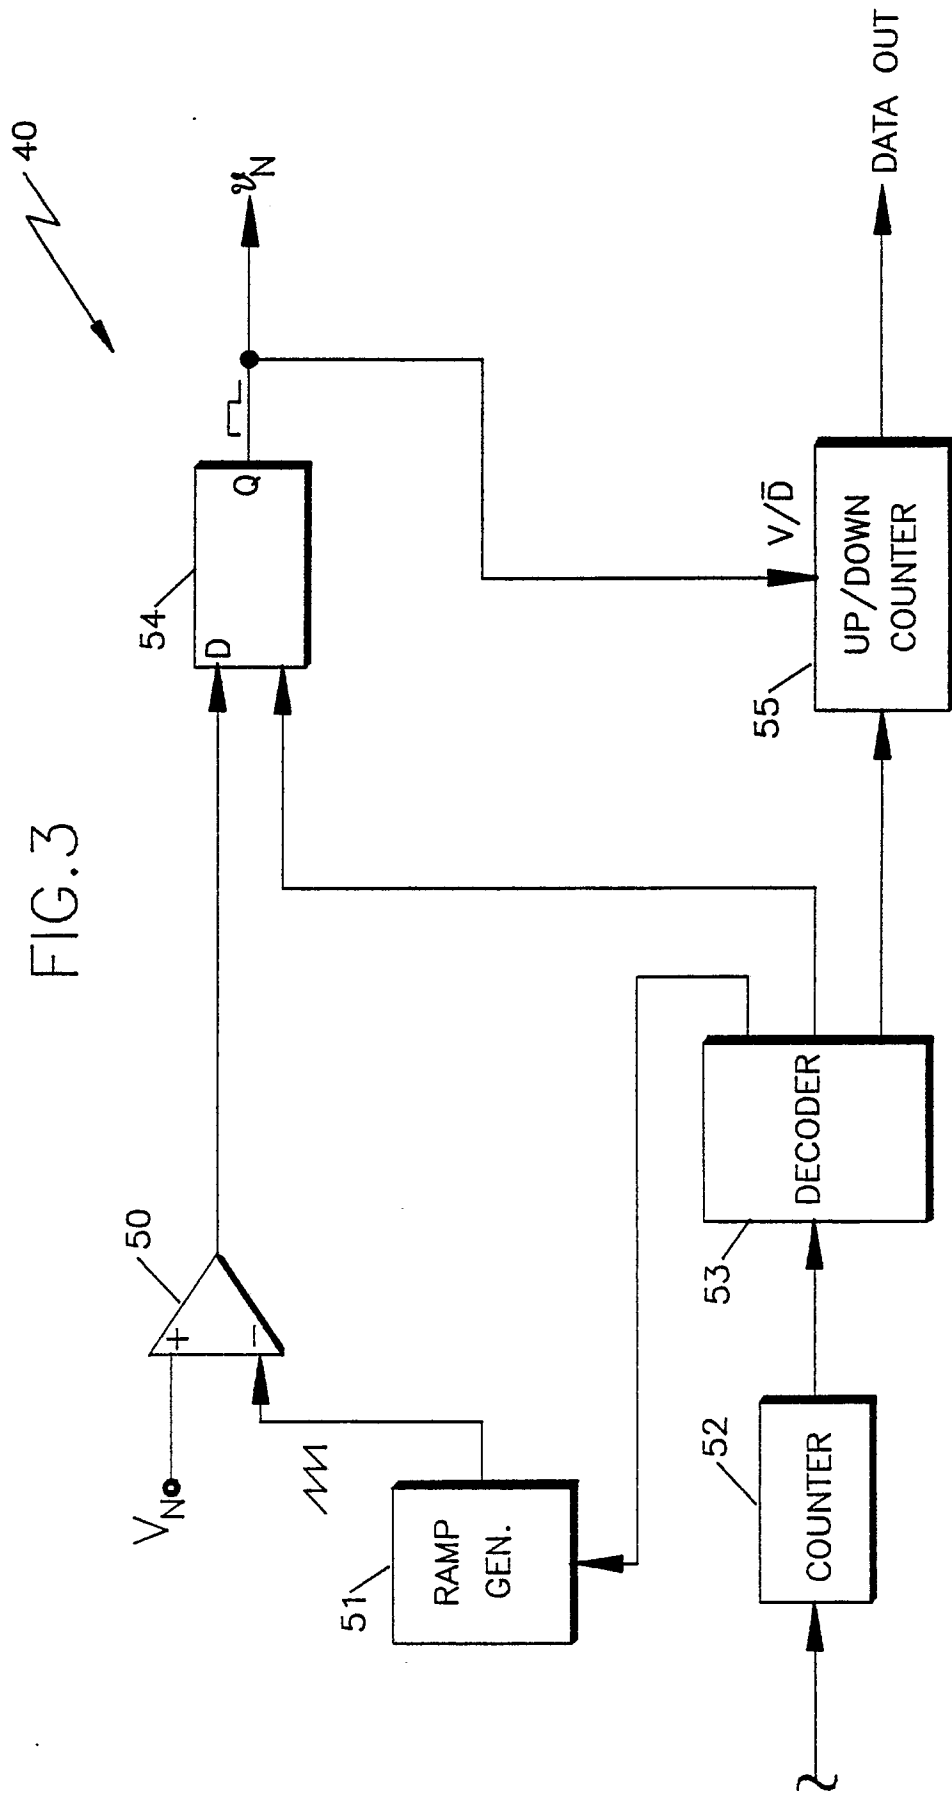 FIG.3
40
V_N
50
+
−
51
RAMP
GEN.
52
COUNTER
53
DECODER
54
D
Q
v_N
55
V/D̅
UP/DOWN
COUNTER
DATA OUT